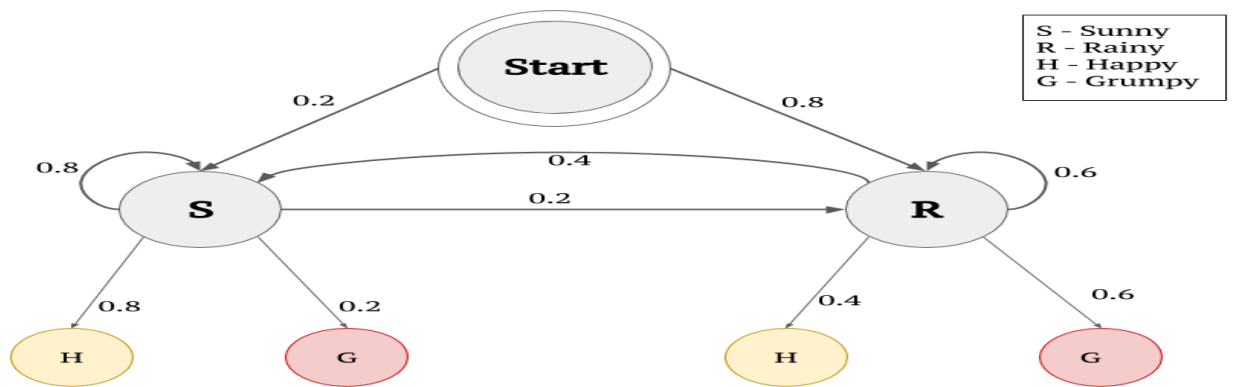 Start
S – Sunny
R – Rainy
H – Happy
G – Grumpy
0.2
0.8
0.8
0.4
0.6
S
0.2
R
0.8
0.2
0.4
0.6
H
G
H
G